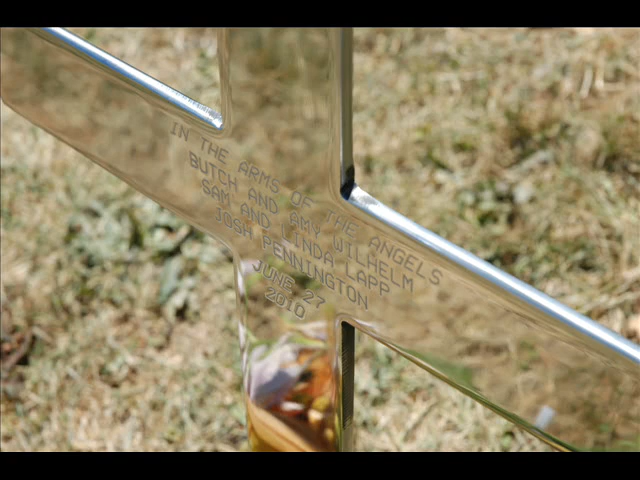 IN THE ARMS OF THE ANGELS
BUTCH AND AMY WILHELM
SAM AND LINDA LAPP
JOSH PENNINGTON
JUNE 27
2010